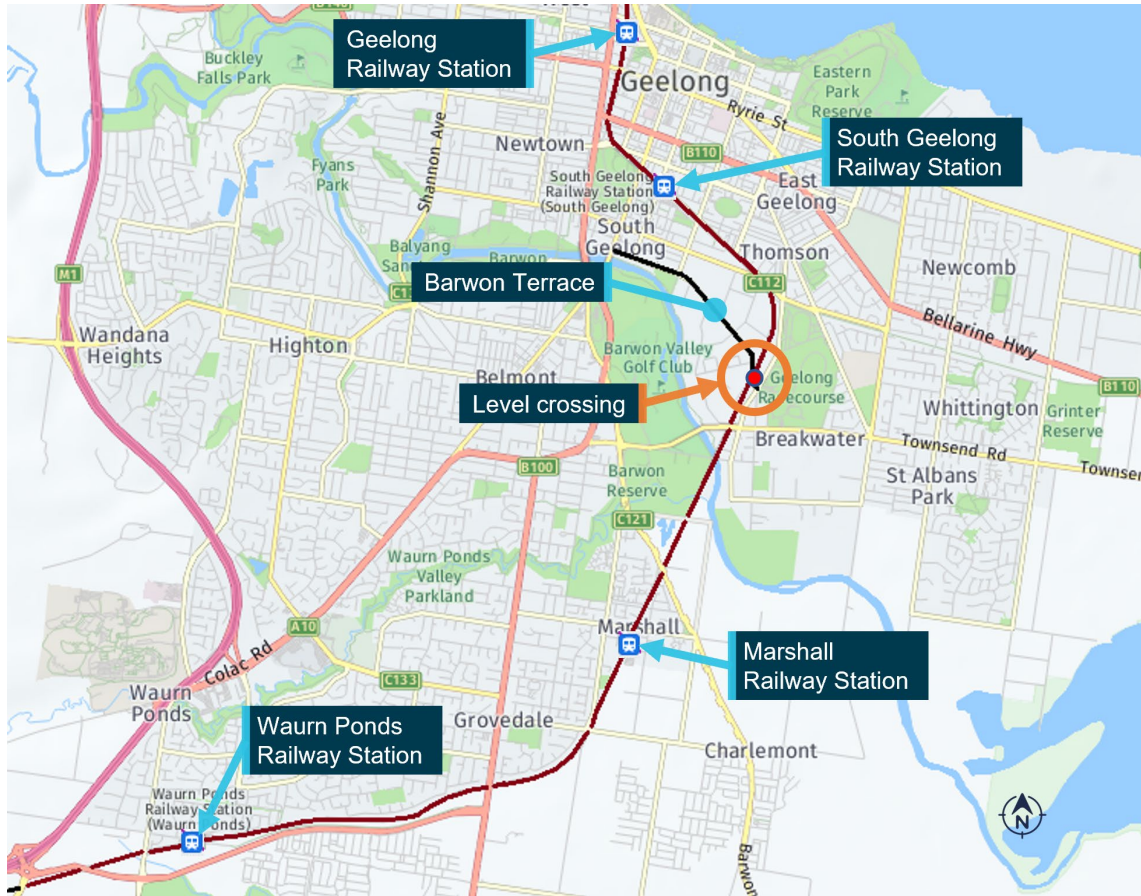 Geelong
Railway Station
Buckley
Falls Park
Geelong
Eastern
Park
Reserve
Ryrie St
Shannon Ave
Newtown
B110
South Geelong
Railway Station
Fyans
Park
South Geelong
Railway Station
(South Geelong)
East
Geelong
South
Geelong
Thomson
Balyang
Barwon
M1
C112
Newcomb
Barwon Terrace
Bellarine Hwy
Wandana
Heights
Highton
Barwon Valley
Golf Club
Belmont
Geelong
Racecourse
B110
Level crossing
Whittington
Grinter
Reserve
Breakwater
Townsend Rd
B100
Barwon
Reserve
St Albans
Park
C121
Waurn Ponds
Valley
Parkland
A10
Marshall
Marshall
Railway Station
Colac Rd
C133
Waurn
Ponds
Grovedale
Waurn Ponds
Railway Station
Charlemont
Waurn Ponds
Railway Station
(Waurn Ponds)
N